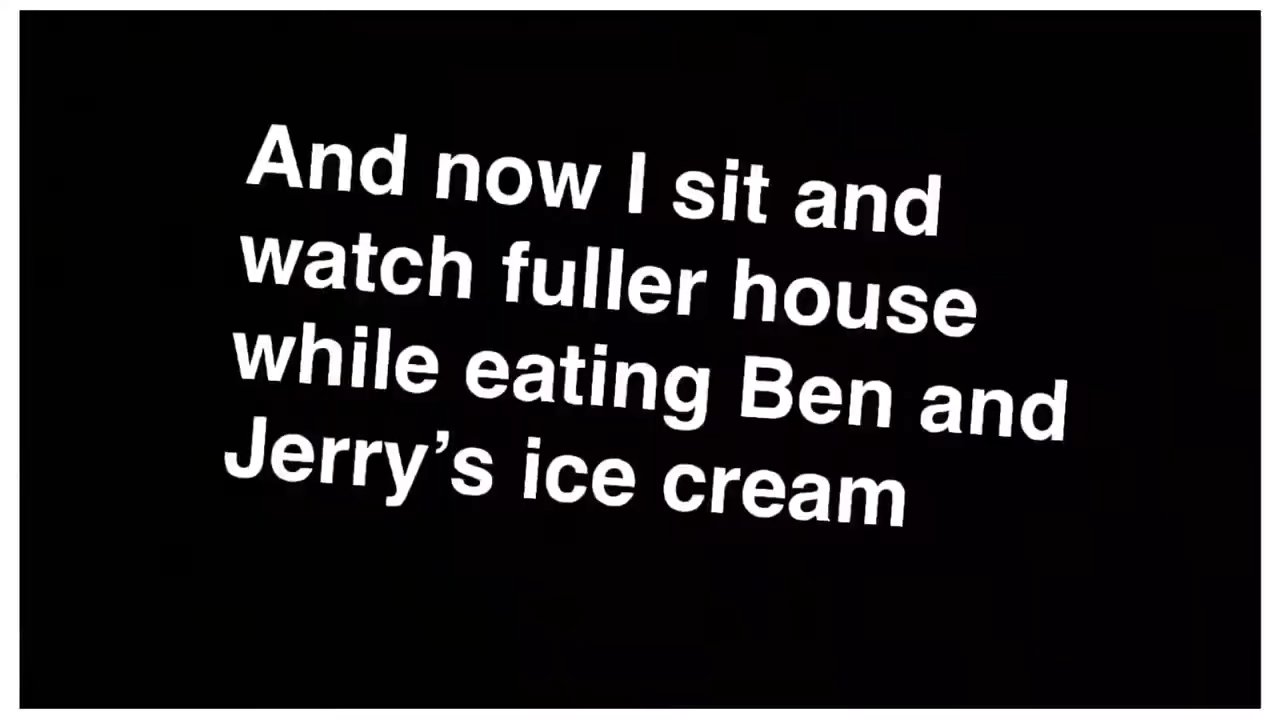 And now I sit and
watch fuller house
while eating Ben and
Jerry’s ice cream